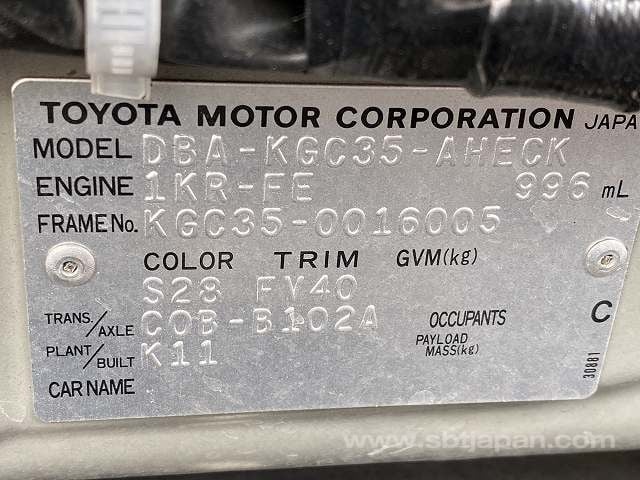 TOYOTA MOTOR CORPORATION JAPA
MODEL DBA-KGC35-AHECK
ENGINE 1KR-FE 996 mL
FRAME No. KGC35-0016005
COLOR TRIM GVM(kg)
S28 FY40
TRANS./AXLE C0B-B102A OCCUPANTS C
PLANT/BUILT K11 PAYLOAD MASS(kg)
CAR NAME
30881
www.sbtjapan.com